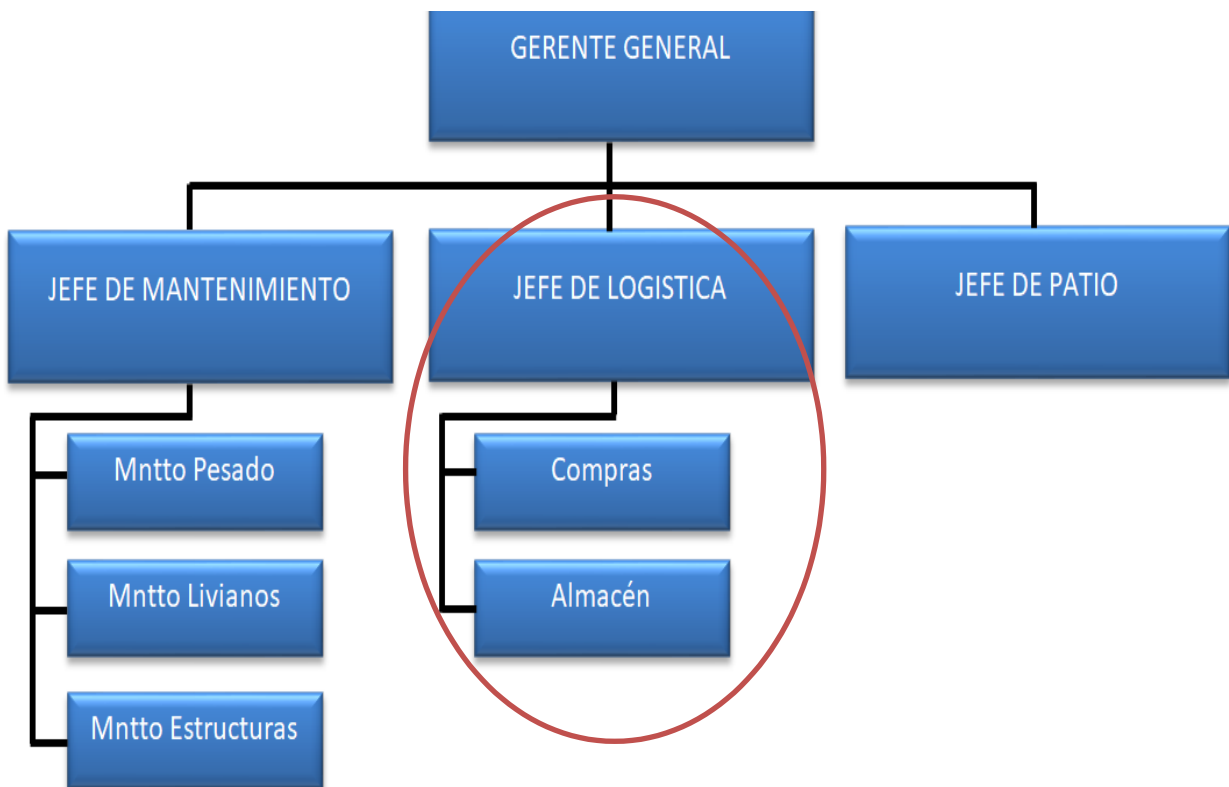 GERENTE GENERAL
JEFE DE MANTENIMIENTO
JEFE DE LOGISTICA
JEFE DE PATIO
Mntto Pesado
Compras
Mntto Livianos
Almacén
Mntto Estructuras